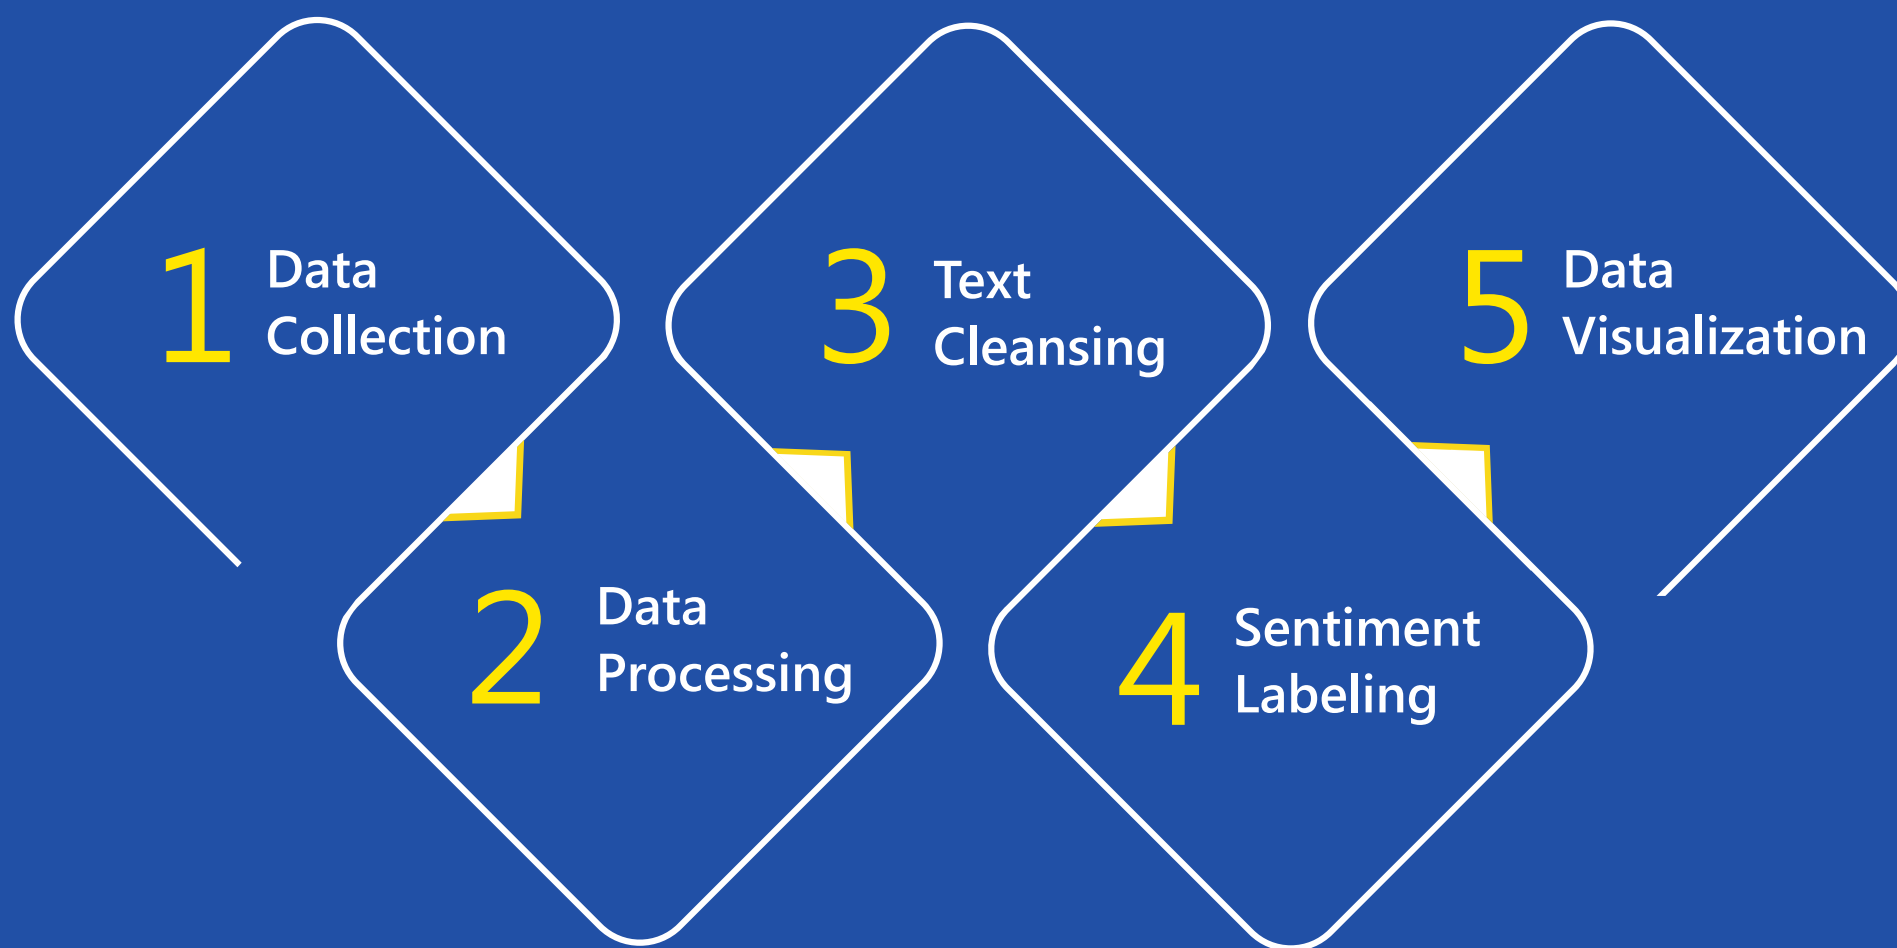 1
Data
Collection
2
Data
Processing
3
Text
Cleansing
4
Sentiment
Labeling
5
Data
Visualization